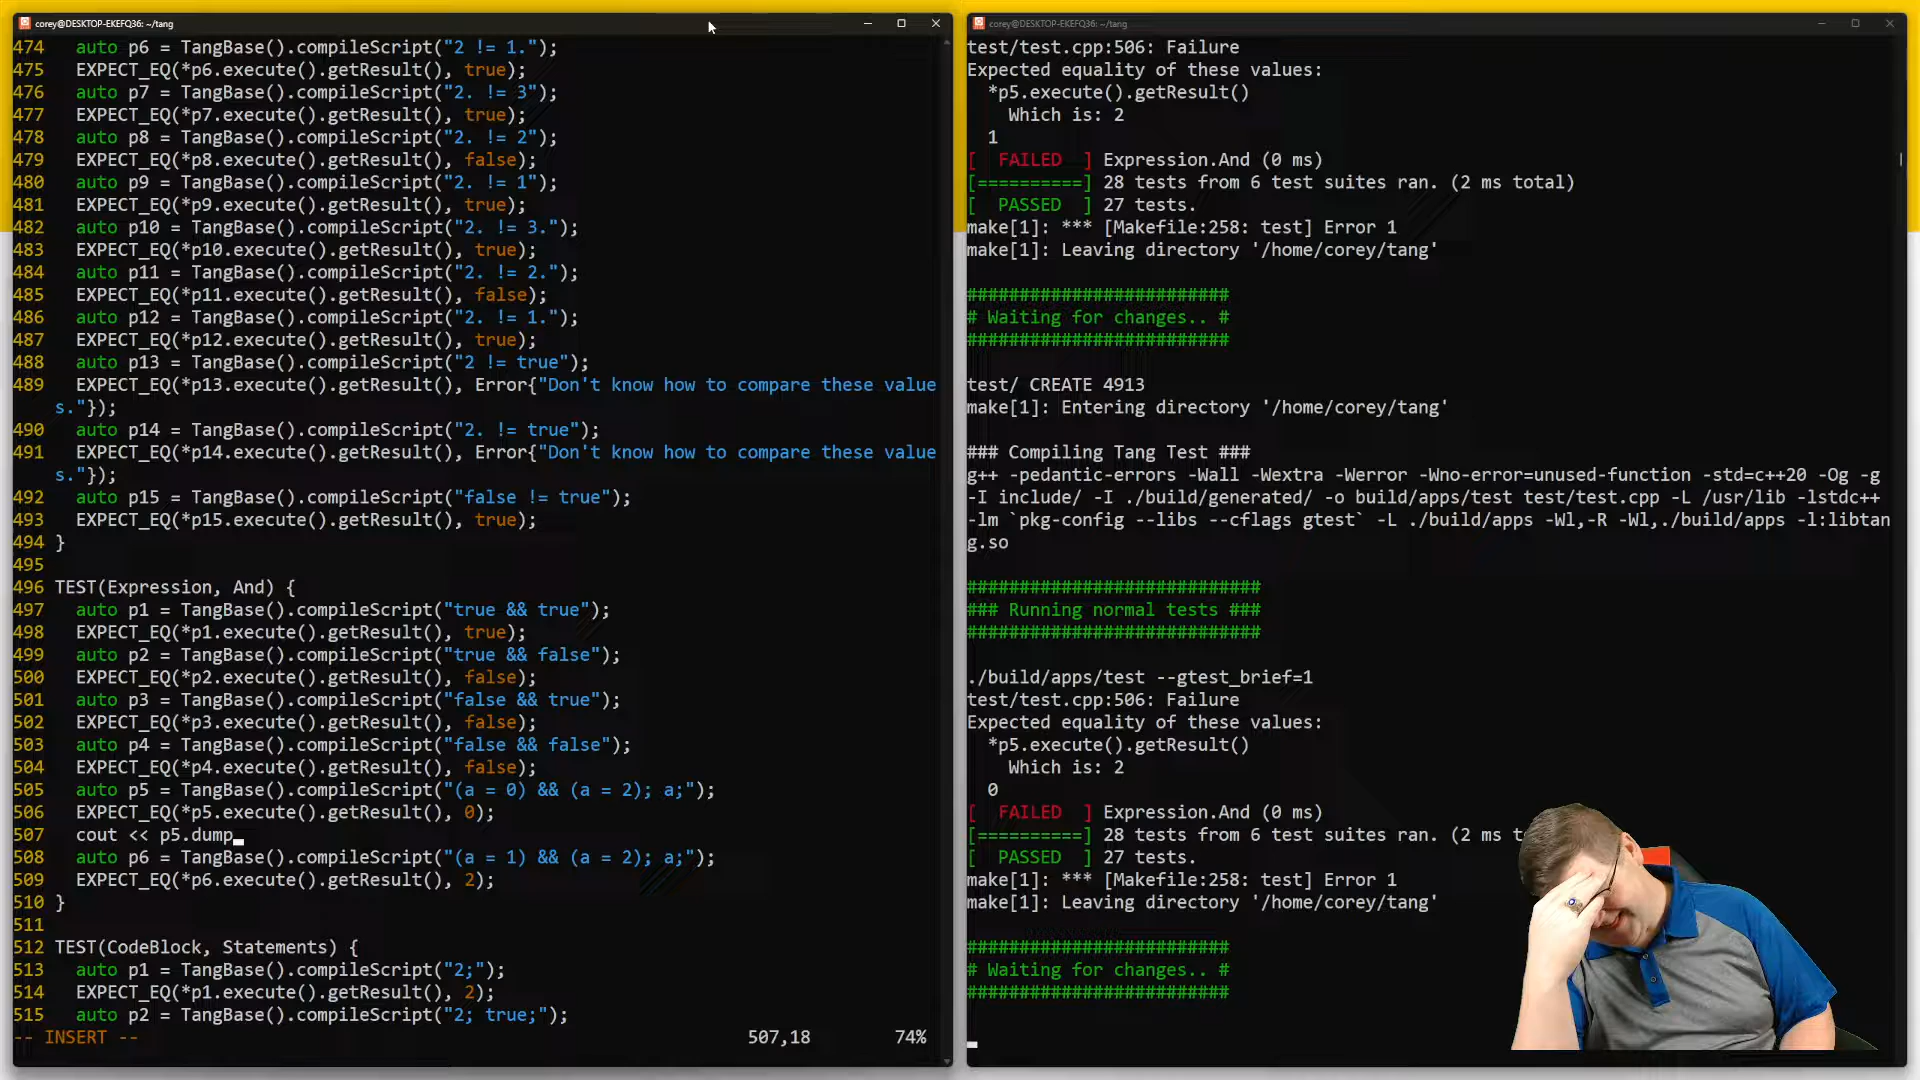 corey@DESKTOP-EKEFQ36: ~/tang
474   auto p6 = TangBase().compileScript("2 != 1.");
475   EXPECT_EQ(*p6.execute().getResult(), true);
476   auto p7 = TangBase().compileScript("2. != 3");
477   EXPECT_EQ(*p7.execute().getResult(), true);
478   auto p8 = TangBase().compileScript("2. != 2");
479   EXPECT_EQ(*p8.execute().getResult(), false);
480   auto p9 = TangBase().compileScript("2. != 1");
481   EXPECT_EQ(*p9.execute().getResult(), true);
482   auto p10 = TangBase().compileScript("2. != 3.");
483   EXPECT_EQ(*p10.execute().getResult(), true);
484   auto p11 = TangBase().compileScript("2. != 2.");
485   EXPECT_EQ(*p11.execute().getResult(), false);
486   auto p12 = TangBase().compileScript("2. != 1.");
487   EXPECT_EQ(*p12.execute().getResult(), true);
488   auto p13 = TangBase().compileScript("2 != true");
489   EXPECT_EQ(*p13.execute().getResult(), Error{"Don't know how to compare these value
s."});
490   auto p14 = TangBase().compileScript("2. != true");
491   EXPECT_EQ(*p14.execute().getResult(), Error{"Don't know how to compare these value
s."});
492   auto p15 = TangBase().compileScript("false != true");
493   EXPECT_EQ(*p15.execute().getResult(), true);
494 }
495
496 TEST(Expression, And) {
497   auto p1 = TangBase().compileScript("true && true");
498   EXPECT_EQ(*p1.execute().getResult(), true);
499   auto p2 = TangBase().compileScript("true && false");
500   EXPECT_EQ(*p2.execute().getResult(), false);
501   auto p3 = TangBase().compileScript("false && true");
502   EXPECT_EQ(*p3.execute().getResult(), false);
503   auto p4 = TangBase().compileScript("false && false");
504   EXPECT_EQ(*p4.execute().getResult(), false);
505   auto p5 = TangBase().compileScript("(a = 0) && (a = 2); a;");
506   EXPECT_EQ(*p5.execute().getResult(), 0);
507   cout << p5.dump
508   auto p6 = TangBase().compileScript("(a = 1) && (a = 2); a;");
509   EXPECT_EQ(*p6.execute().getResult(), 2);
510 }
511
512 TEST(CodeBlock, Statements) {
513   auto p1 = TangBase().compileScript("2;");
514   EXPECT_EQ(*p1.execute().getResult(), 2);
515   auto p2 = TangBase().compileScript("2; true;");
-- INSERT -- 507,18 74%
corey@DESKTOP-EKEFQ36: ~/tang
test/test.cpp:506: Failure
Expected equality of these values:
  *p5.execute().getResult()
    Which is: 2
  1
[  FAILED  ] Expression.And (0 ms)
[==========] 28 tests from 6 test suites ran. (2 ms total)
[  PASSED  ] 27 tests.
make[1]: *** [Makefile:258: test] Error 1
make[1]: Leaving directory '/home/corey/tang'
#########################
# Waiting for changes.. #
#########################
test/ CREATE 4913
make[1]: Entering directory '/home/corey/tang'
### Compiling Tang Test ###
g++ -pedantic-errors -Wall -Wextra -Werror -Wno-error=unused-function -std=c++20 -Og -g
-I include/ -I ./build/generated/ -o build/apps/test test/test.cpp -L /usr/lib -lstdc++
-lm `pkg-config --libs --cflags gtest` -L ./build/apps -Wl,-R -Wl,./build/apps -l:libtan
g.so
############################
### Running normal tests ###
############################
./build/apps/test --gtest_brief=1
test/test.cpp:506: Failure
Expected equality of these values:
  *p5.execute().getResult()
    Which is: 2
  0
[  FAILED  ] Expression.And (0 ms)
[==========] 28 tests from 6 test suites ran. (2 ms
[  PASSED  ] 27 tests.
make[1]: *** [Makefile:258: test] Error 1
make[1]: Leaving directory '/home/corey/tang'
#########################
# Waiting for changes.. #
#########################